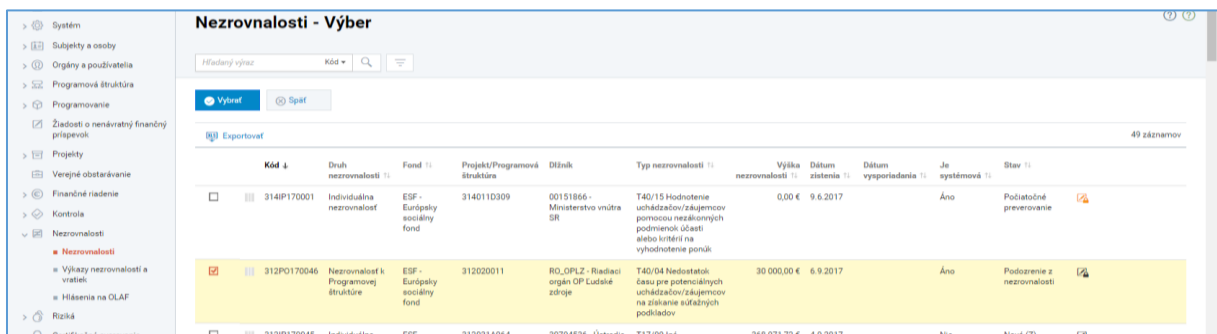 Systém
Subjekty a osoby
Orgány a používatelia
Programová štruktúra
Programovanie
Žiadosti o nenávratný finančný
príspevok
Projekty
Verejné obstarávanie
Finančné riadenie
Kontrola
Nezrovnalosti
Nezrovnalosti
Výkazy nezrovnalostí a
vratiek
Hlásenia na OLAF
Riziká
Nezrovnalosti - Výber
Hľadaný výraz Kód
Vybrať Späť
Exportovať 49 záznamov
Kód Druh Fond Projekt/Programová Dlžník Typ nezrovnalosti Výška Dátum Dátum Je Stav
nezrovnalosti štruktúra nezrovnalosti zistenia vysporiadania systémová
314IP170001 Individuálna ESF - 314011D309 00151866 - T40/15 Hodnotenie 0,00 € 9.6.2017 Áno Počiatočné
nezrovnalosť Európsky Ministerstvo vnútra uchádzačov/záujemcov preverovanie
sociálny SR pomocou nezákonných
fond podmienok účasti
alebo kritérií na
vyhodnotenie ponúk
312PO170046 Nezrovnalosť k ESF - 312020011 RO_OPLZ - Riadiaci T40/04 Nedostatok 30 000,00 € 6.9.2017 Áno Podozrenie z
Programovej Európsky orgán OP Ľudské času pre potenciálnych nezrovnalosti
štruktúre sociálny zdroje uchádzačov/záujemcov
fond na získanie súťažných
podkladov